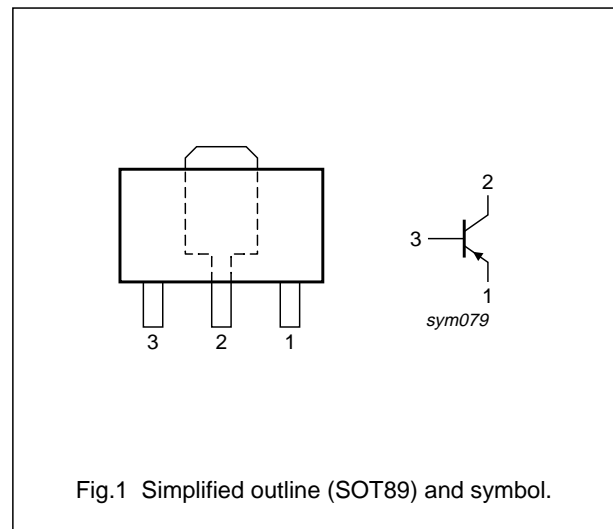 2
3
1
sym079
3 2 1
Fig.1 Simplified outline (SOT89) and symbol.